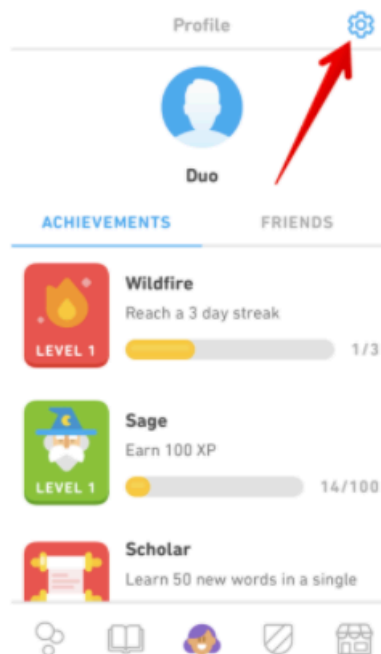 Profile
Duo
ACHIEVEMENTS FRIENDS
Wildfire
Reach a 3 day streak
LEVEL 1
1/3
Sage
Earn 100 XP
LEVEL 1
14/100
Scholar
Learn 50 new words in a single